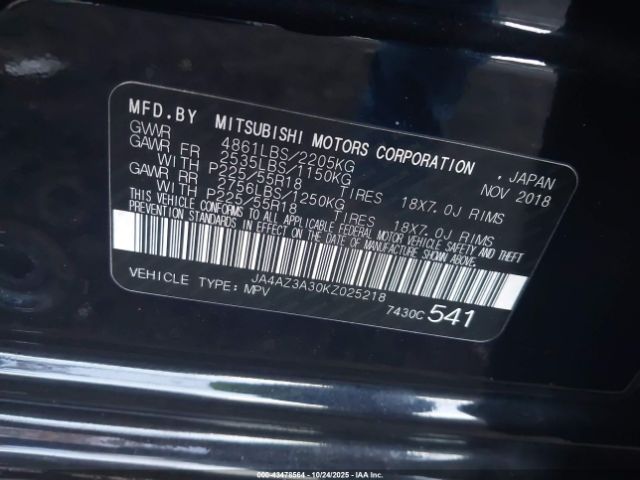 MFD.BY MITSUBISHI MOTORS CORPORATION , JAPAN
GVWR 4861LBS/2205KG NOV 2018
GAWR FR 2535LBS/1150KG
WITH P225/55R18 TIRES 18X7.0J RIMS
GAWR RR 2756LBS/1250KG
WITH P225/55R18 TIRES 18X7.0J RIMS
THIS VEHICLE CONFORMS TO ALL APPLICABLE FEDERAL MOTOR VEHICLE SAFETY AND THEFT
PREVENTION STANDARDS IN EFFECT ON THE DATE OF MANUFACTURE SHOWN ABOVE.
JA4AZ3A30KZ025218
VEHICLE TYPE: MPV 7430C 541
000-43478564 • 10/24/2025 • IAA Inc.